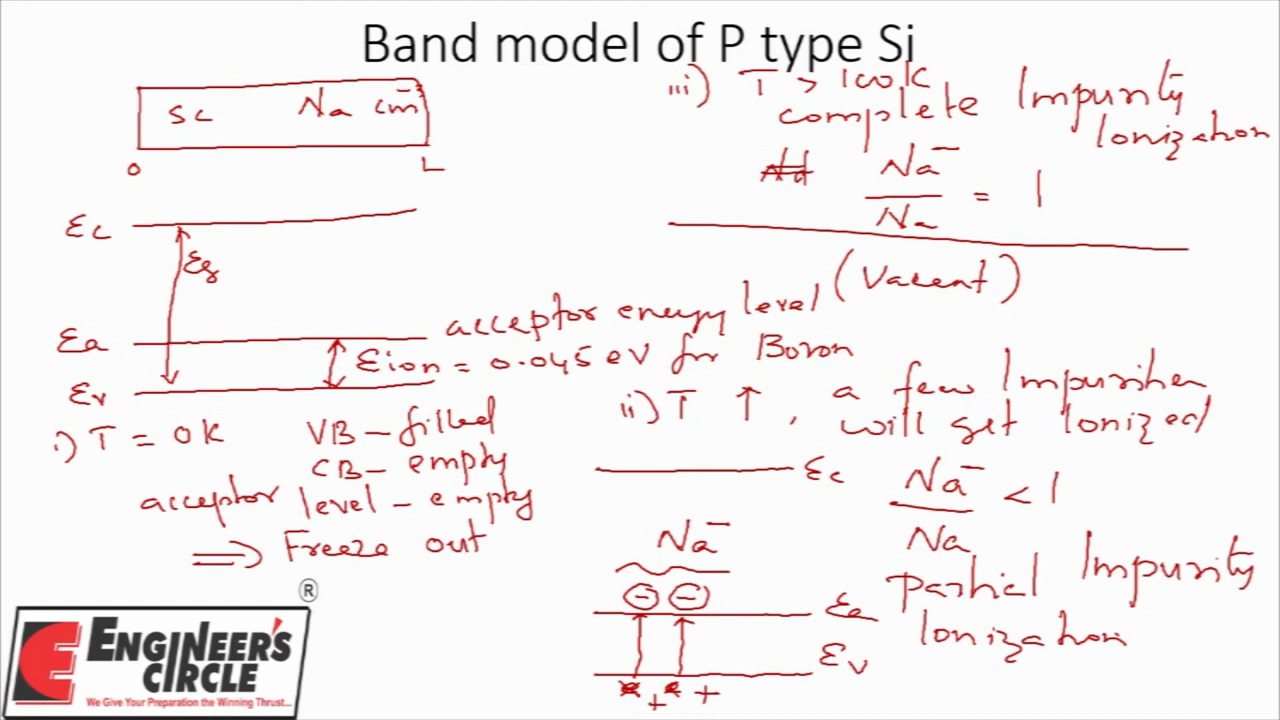 Band model of P type Si
sc Na cm⁻³
0 L
Ec
Eg
Ea acceptor energy level (Vacent)
Eion = 0.045 eV for Boron
Ev
i) T = 0K VB - filled
CB - empty
acceptor level - empty
⇒ Freeze out
ii) T ↑, a few Impurities
will get Ionized
Ec
Na⁻ / Na < 1
Partial Impurity
Ionization
Na⁻
⊖ ⊖
Ea
Ev
+ +
iii) T > 100K
complete Impurity
Ionization
Na⁻ / Na = 1
®
ENGINEER'S
CIRCLE
We Give Your Preparation the Winning Thrust...